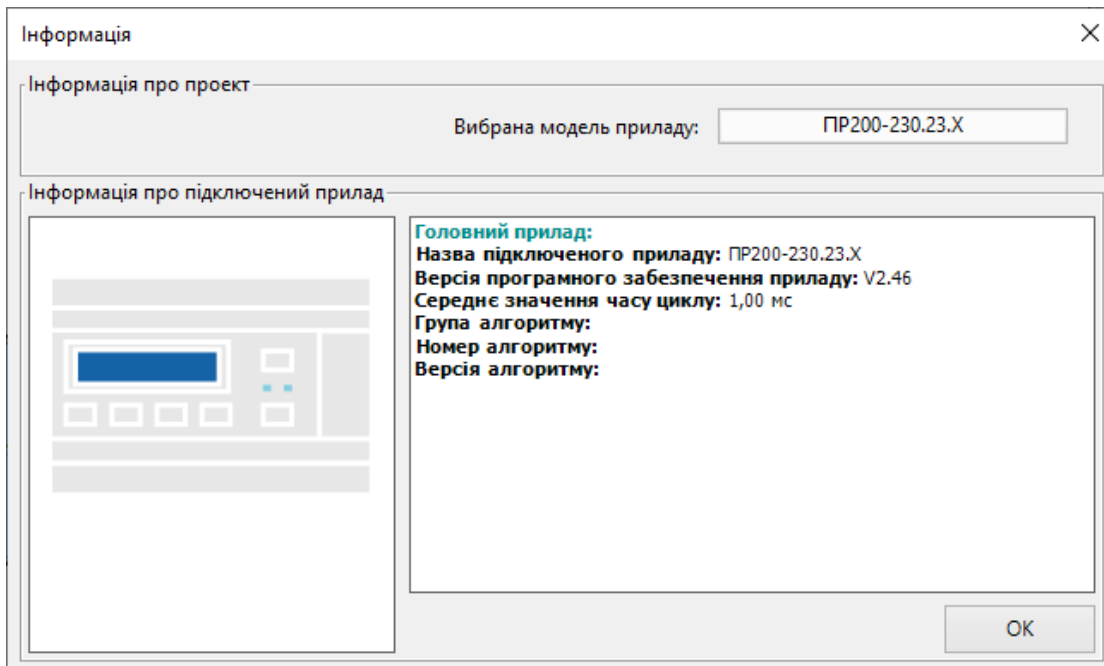 Інформація
Інформація про проект
Вибрана модель приладу: ПР200-230.23.Х
Інформація про підключений прилад
Головний прилад:
Назва підключеного приладу: ПР200-230.23.Х
Версія програмного забезпечення приладу: V2.46
Середнє значення часу циклу: 1,00 мс
Група алгоритму:
Номер алгоритму:
Версія алгоритму:
OK